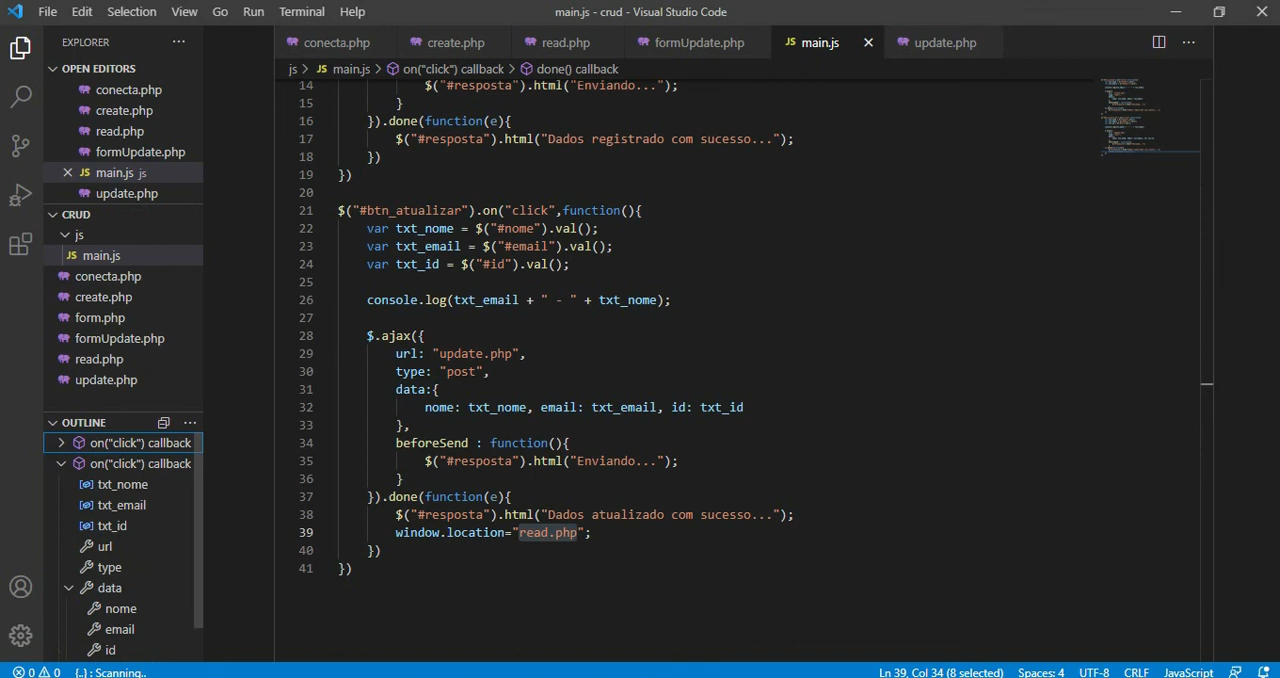 File Edit Selection View Go Run Terminal Help main.js - crud - Visual Studio Code
EXPLORER
conecta.php create.php read.php formUpdate.php JS main.js update.php
js > JS main.js > on("click") callback > done() callback
OPEN EDITORS
conecta.php
create.php
read.php
formUpdate.php
JS main.js js
update.php
CRUD
js
JS main.js
conecta.php
create.php
form.php
formUpdate.php
read.php
update.php
OUTLINE
on("click") callback
on("click") callback
txt_nome
txt_email
txt_id
url
type
data
nome
email
id
14 $("#resposta").html("Enviando...");
15 }
16 }).done(function(e){
17 $("#resposta").html("Dados registrado com sucesso...");
18 })
19 })
20
21 $("#btn_atualizar").on("click",function(){
22 var txt_nome = $("#nome").val();
23 var txt_email = $("#email").val();
24 var txt_id = $("#id").val();
25
26 console.log(txt_email + " - " + txt_nome);
27
28 $.ajax({
29 url: "update.php",
30 type: "post",
31 data:{
32 nome: txt_nome, email: txt_email, id: txt_id
33 },
34 beforeSend : function(){
35 $("#resposta").html("Enviando...");
36 }
37 }).done(function(e){
38 $("#resposta").html("Dados atualizado com sucesso...");
39 window.location="read.php";
40 })
41 })
0 0 {..} : Scanning.. Ln 39, Col 34 (8 selected) Spaces: 4 UTF-8 CRLF JavaScript